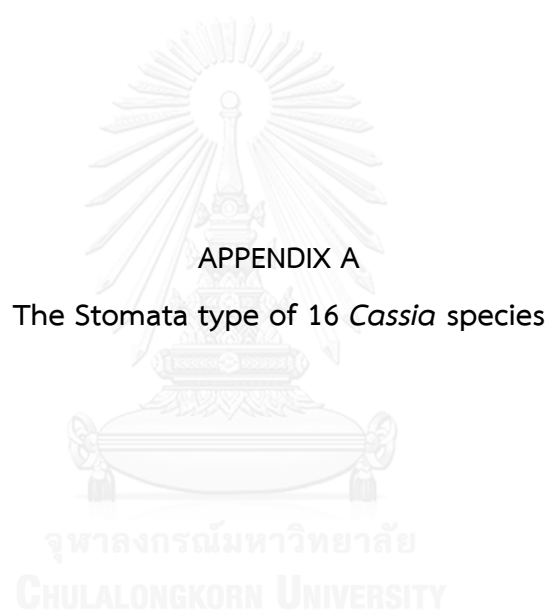 APPENDIX A
The Stomata type of 16 Cassia species
จุฬาลงกรณ์มหาวิทยาลัย
CHULALONGKORN UNIVERSITY